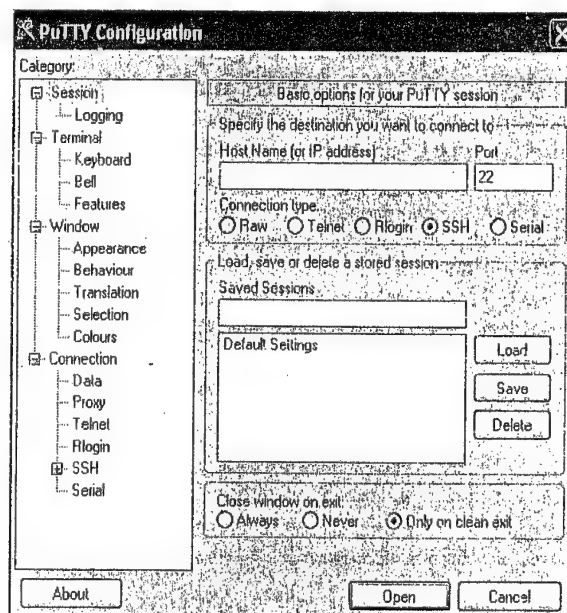 PuTTY Configuration
Category:
Session
Logging
Terminal
Keyboard
Bell
Features
Window
Appearance
Behaviour
Translation
Selection
Colours
Connection
Data
Proxy
Telnet
Rlogin
SSH
Serial
Basic options for your PuTTY session
Specify the destination you want to connect to
Host Name (or IP address) Port
22
Connection type:
Raw Telnet Rlogin SSH Serial
Load, save or delete a stored session
Saved Sessions
Default Settings
Load
Save
Delete
Close window on exit:
Always Never Only on clean exit
About Open Cancel